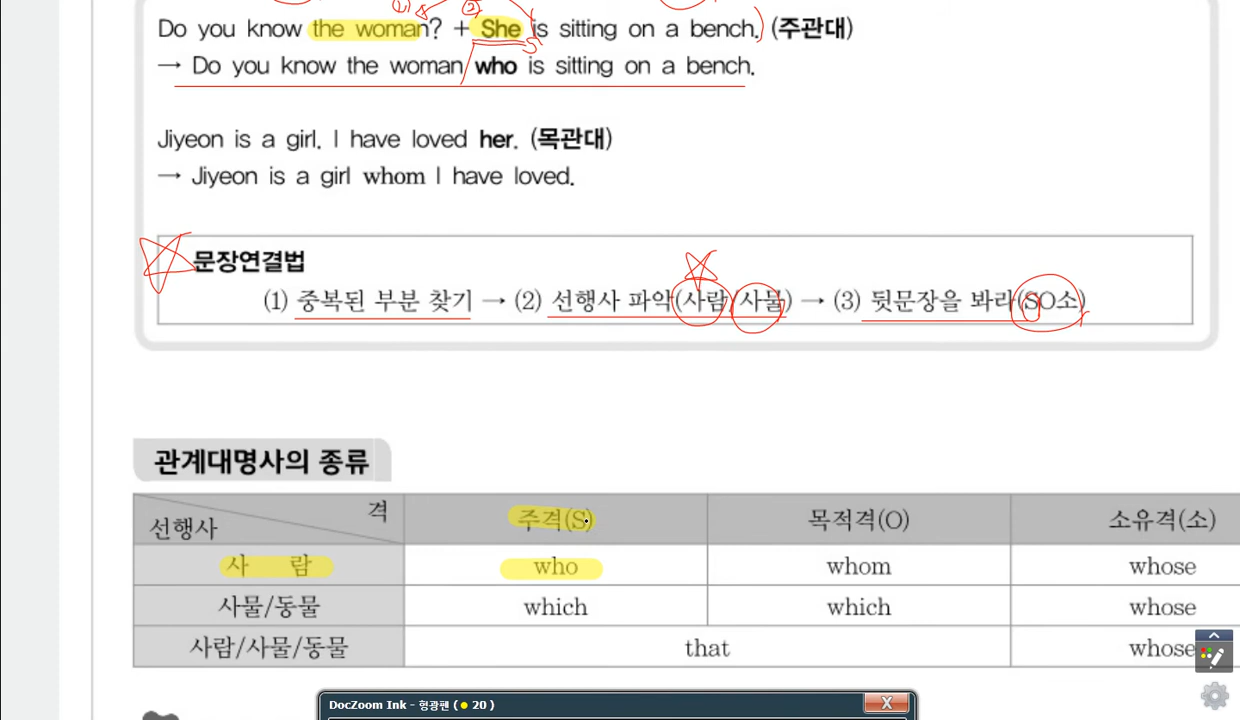 (1) (2)
Do you know the woman? + She is sitting on a bench. (주관대)
S
→ Do you know the woman who is sitting on a bench.
Jiyeon is a girl. I have loved her. (목관대)
→ Jiyeon is a girl whom I have loved.
문장연결법
(1) 중복된 부분 찾기 → (2) 선행사 파악(사람/사물) → (3) 뒷문장을 봐라(SO소)
관계대명사의 종류
격
선행사
주격(S) 목적격(O) 소유격(소)
사 람 who whom whose
사물/동물 which which whose
사람/사물/동물 that whose
DocZoom Ink - 형광펜 ( 20 )